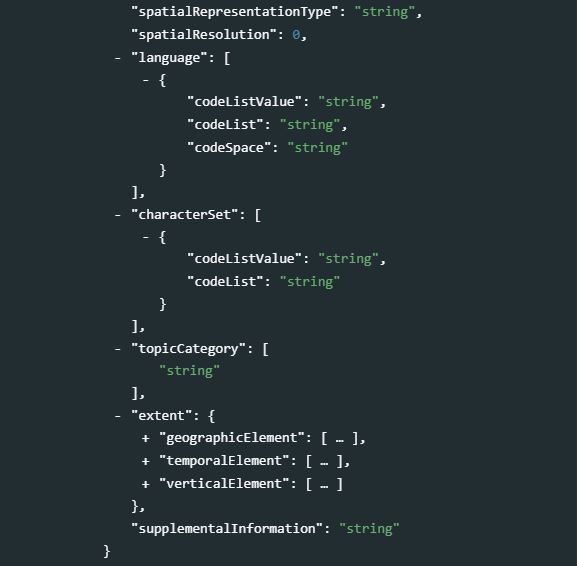 "spatialRepresentationType": "string",
"spatialResolution": 0,
- "language": [
- {
"codeListValue": "string",
"codeList": "string",
"codeSpace": "string"
}
],
- "characterSet": [
- {
"codeListValue": "string",
"codeList": "string"
}
],
- "topicCategory": [
"string"
],
- "extent": {
+ "geographicElement": [ … ],
+ "temporalElement": [ … ],
+ "verticalElement": [ … ]
},
"supplementalInformation": "string"
}